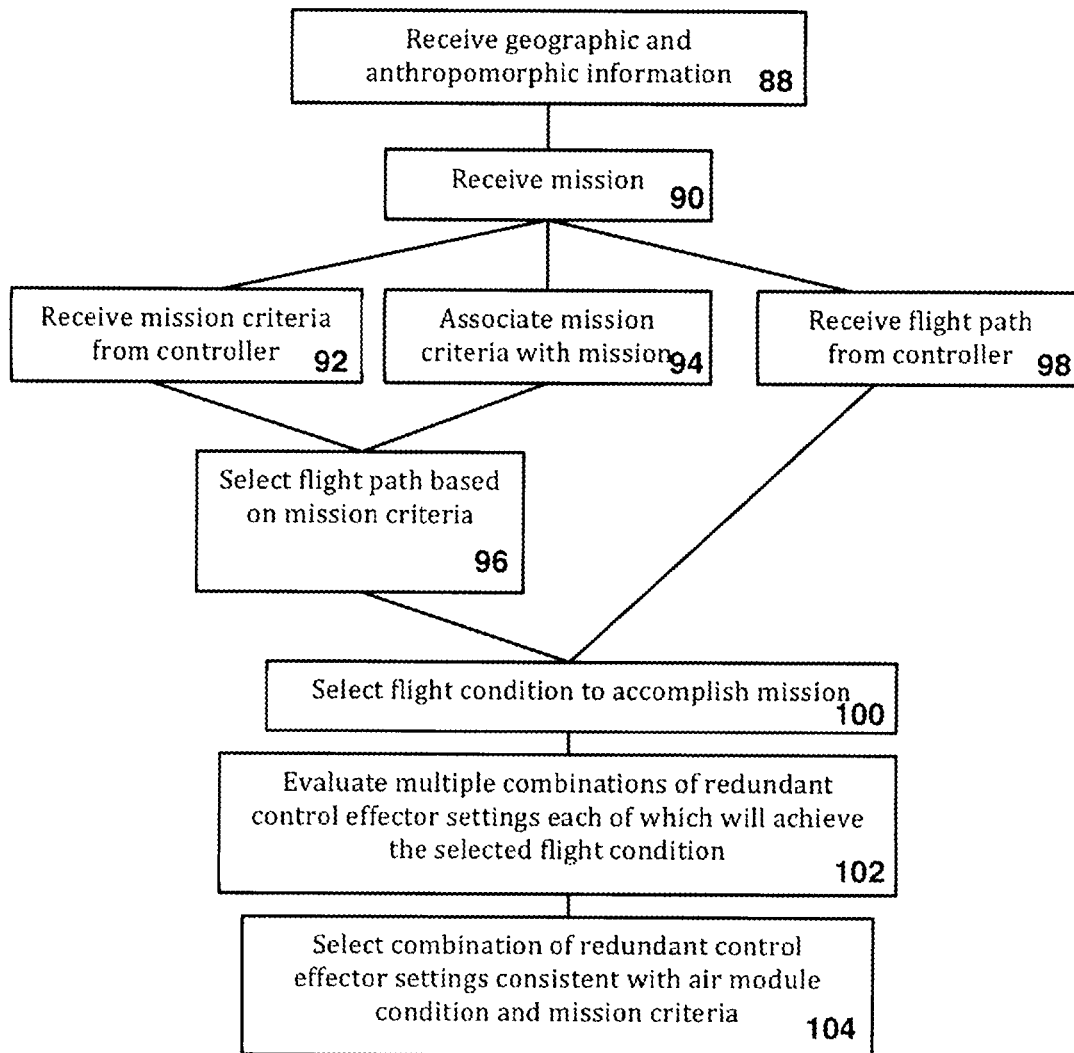 Receive geographic and
anthropomorphic information
88
Receive mission
90
Receive mission criteria
from controller
92
Associate mission
criteria with mission
94
Receive flight path
from controller
98
Select flight path based
on mission criteria
96
Select flight condition to accomplish mission
100
Evaluate multiple combinations of redundant
control effector settings each of which will achieve
the selected flight condition
102
Select combination of redundant control
effector settings consistent with air module
condition and mission criteria
104